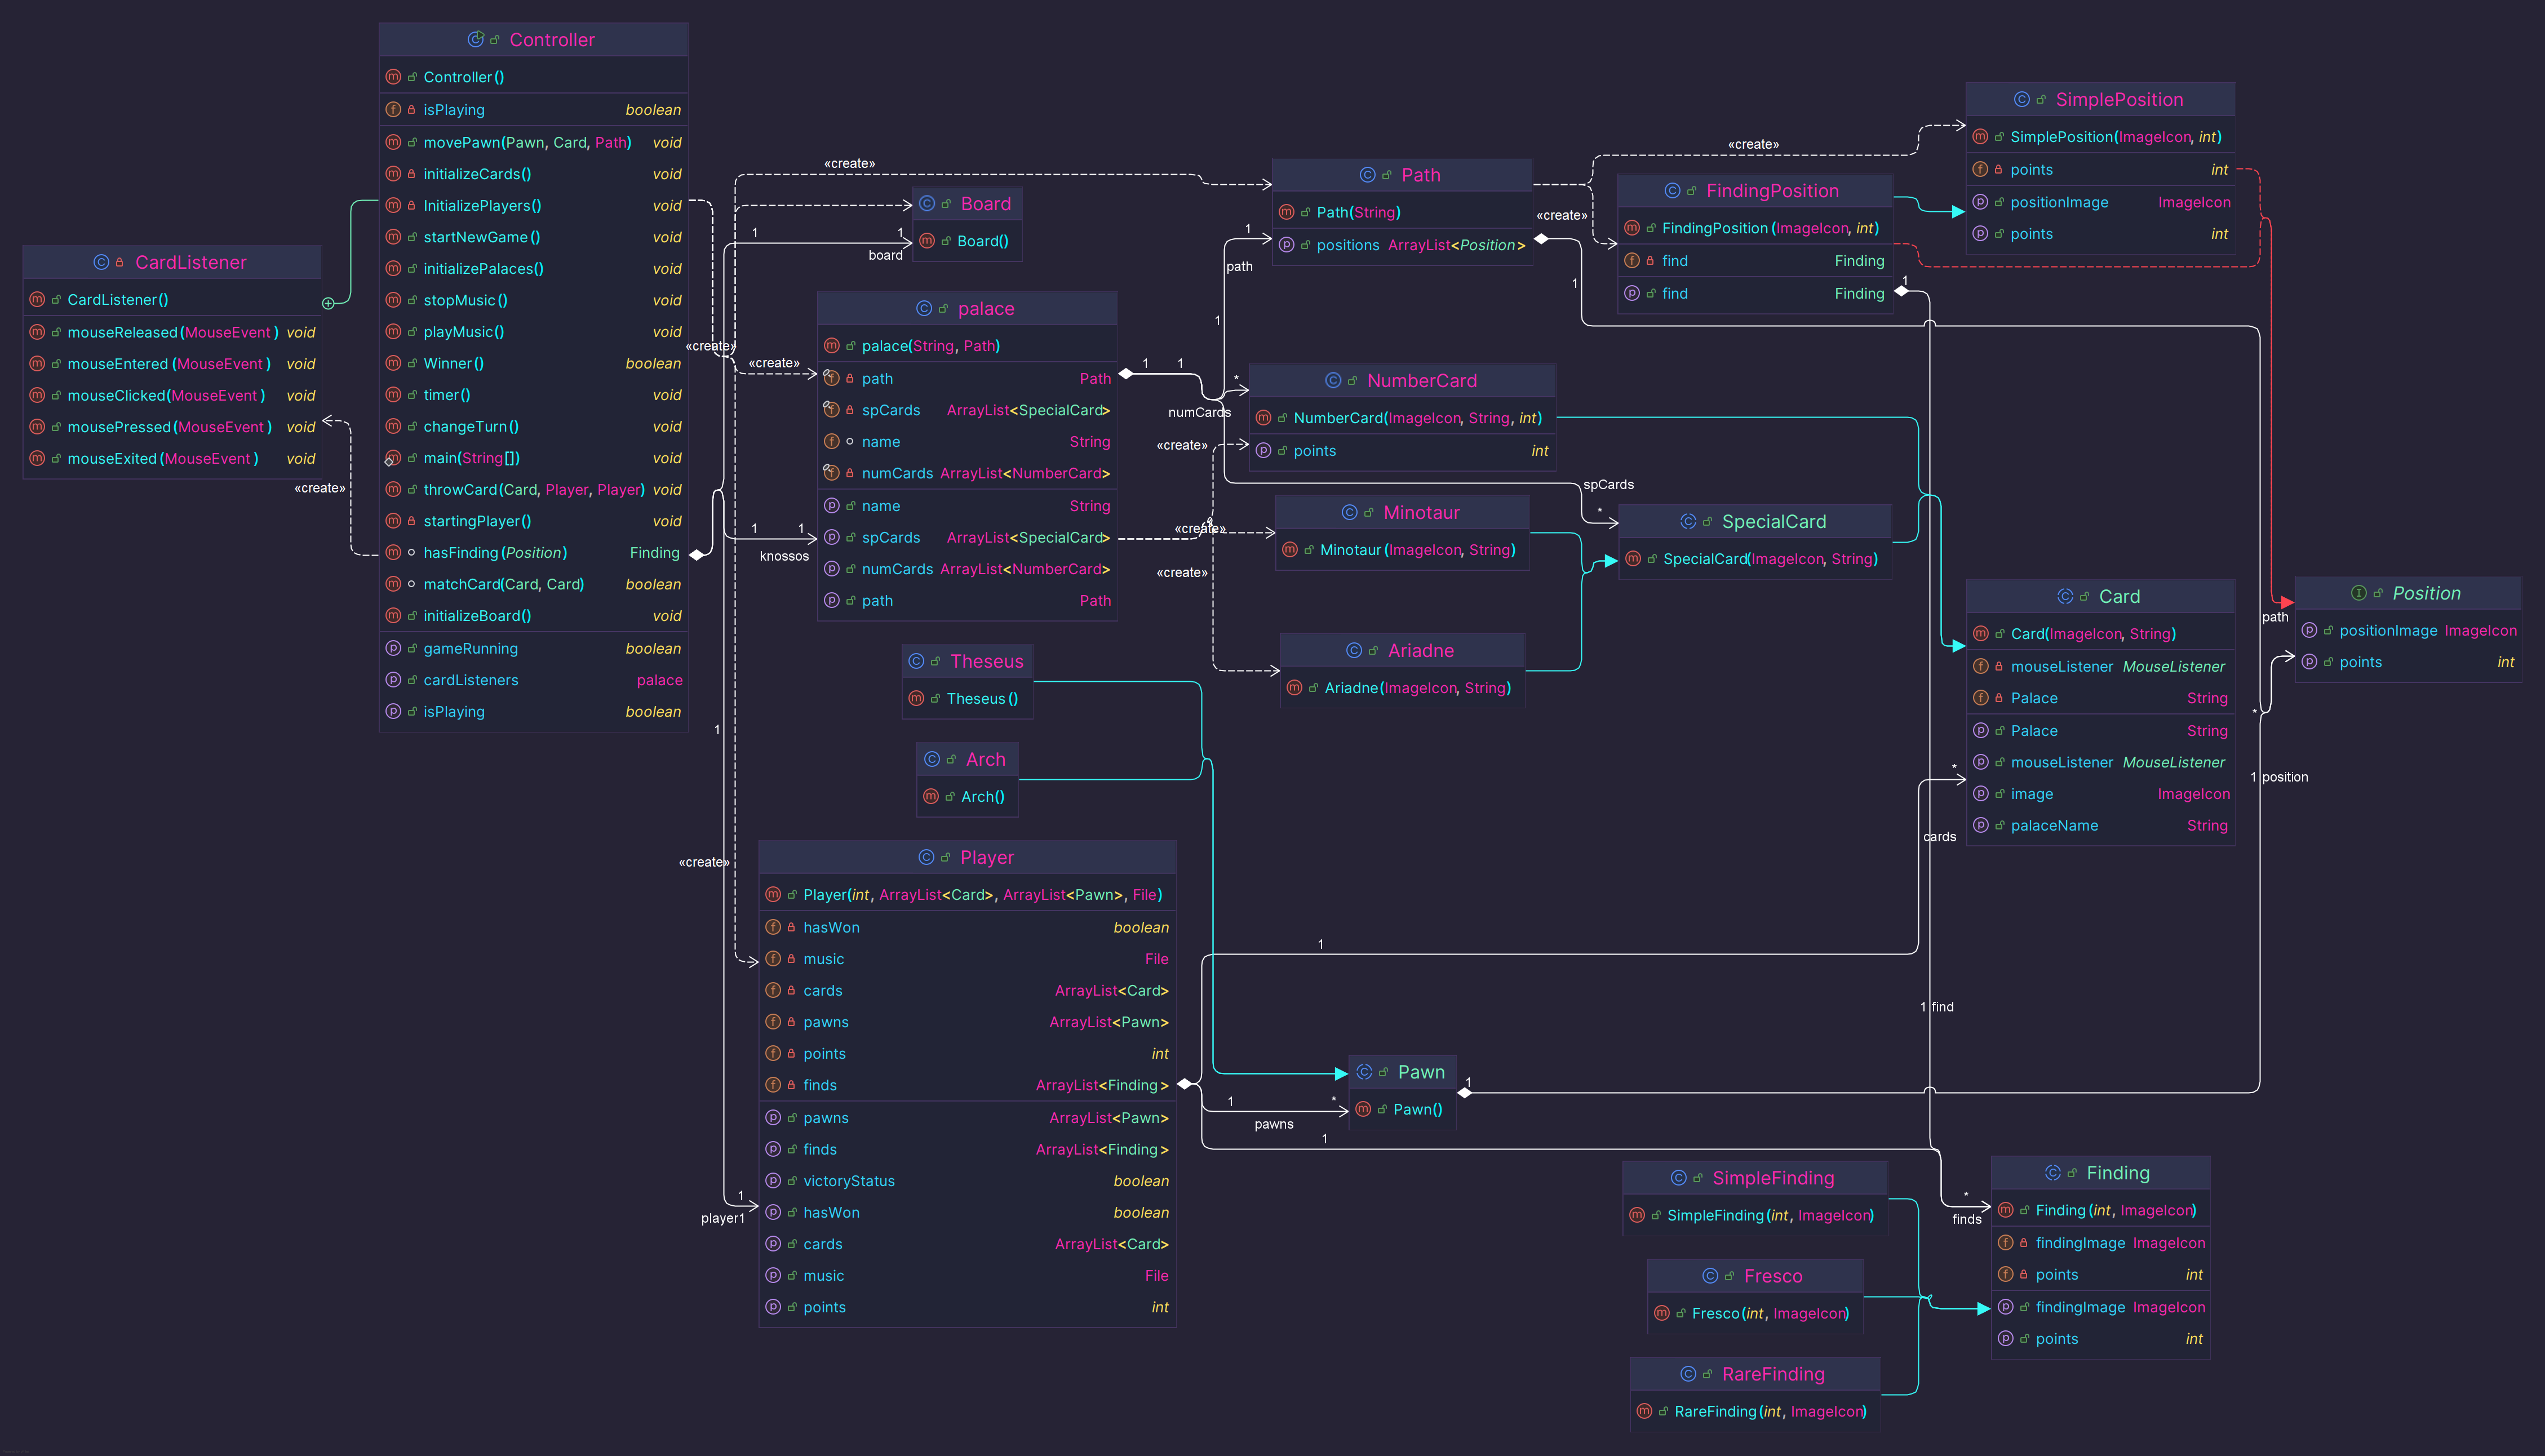 Controller
Controller()
isPlaying boolean
movePawn(Pawn, Card, Path) void
initializeCards() void
InitializePlayers() void
startNewGame() void
initializePalaces() void
stopMusic() void
playMusic() void
Winner() boolean
timer() void
changeTurn() void
main(String[]) void
throwCard(Card, Player, Player) void
startingPlayer() void
hasFinding(Position) Finding
matchCard(Card, Card) boolean
initializeBoard() void
gameRunning boolean
cardListeners palace
isPlaying boolean
CardListener
CardListener()
mouseReleased(MouseEvent) void
mouseEntered(MouseEvent) void
mouseClicked(MouseEvent) void
mousePressed(MouseEvent) void
mouseExited(MouseEvent) void
«create»
«create»
«create»
«create»
«create»
Board
Board()
1
1
board
palace
palace(String, Path)
path Path
spCards ArrayList<SpecialCard>
name String
numCards ArrayList<NumberCard>
name String
spCards ArrayList<SpecialCard>
numCards ArrayList<NumberCard>
path Path
1
1
knossos
Theseus
Theseus()
Arch
Arch()
Player
Player(int, ArrayList<Card>, ArrayList<Pawn>, File)
hasWon boolean
music File
cards ArrayList<Card>
pawns ArrayList<Pawn>
points int
finds ArrayList<Finding>
pawns ArrayList<Pawn>
finds ArrayList<Finding>
victoryStatus boolean
hasWon boolean
cards ArrayList<Card>
music File
points int
1
1
player1
Path
Path(String)
positions ArrayList<Position>
1
path
1
1
1
*
numCards
NumberCard
NumberCard(ImageIcon, String, int)
points int
«create»
«create»
«create»
Minotaur
Minotaur(ImageIcon, String)
Ariadne
Ariadne(ImageIcon, String)
spCards
*
SpecialCard
SpecialCard(ImageIcon, String)
«create»
«create»
FindingPosition
FindingPosition(ImageIcon, int)
find Finding
find Finding
1
1
SimplePosition
SimplePosition(ImageIcon, int)
points int
positionImage ImageIcon
points int
Card
Card(ImageIcon, String)
mouseListener MouseListener
Palace String
Palace String
mouseListener MouseListener
image ImageIcon
palaceName String
Position
positionImage ImageIcon
points int
path
*
1 position
*
cards
1
1 find
Pawn
Pawn()
1
1
*
pawns
1
SimpleFinding
SimpleFinding(int, ImageIcon)
Fresco
Fresco(int, ImageIcon)
RareFinding
RareFinding(int, ImageIcon)
*
finds
Finding
Finding(int, ImageIcon)
findingImage ImageIcon
points int
findingImage ImageIcon
points int